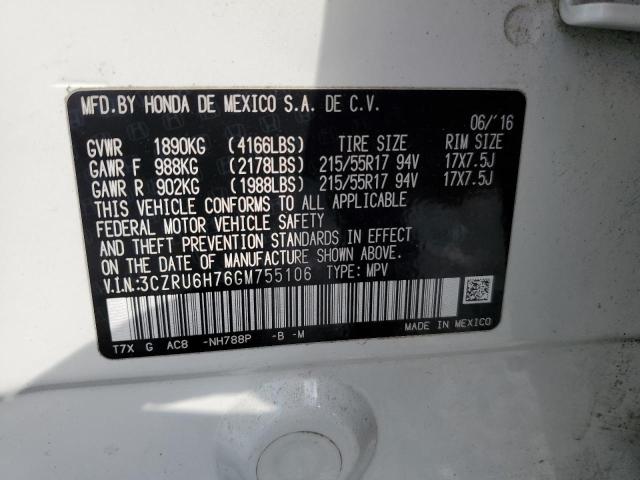 MFD. BY HONDA DE MEXICO S.A. DE C.V.
06/'16
GVWR 1890KG (4166LBS) TIRE SIZE RIM SIZE
GAWR F 988KG (2178LBS) 215/55R17 94V 17X7.5J
GAWR R 902KG (1988LBS) 215/55R17 94V 17X7.5J
THIS VEHICLE CONFORMS TO ALL APPLICABLE
FEDERAL MOTOR VEHICLE SAFETY
AND THEFT PREVENTION STANDARDS IN EFFECT
ON THE DATE OF MANUFACTURE SHOWN ABOVE.
V.I.N:3CZRU6H76GM755106 TYPE: MPV
MADE IN MEXICO
T7X G AC8 -NH788P -B -M